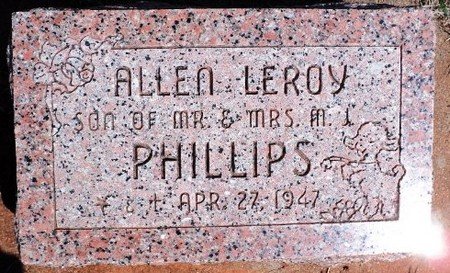 ALLEN LEROY
SON OF MR. & MRS. M. J.
PHILLIPS
APR. 27 1947